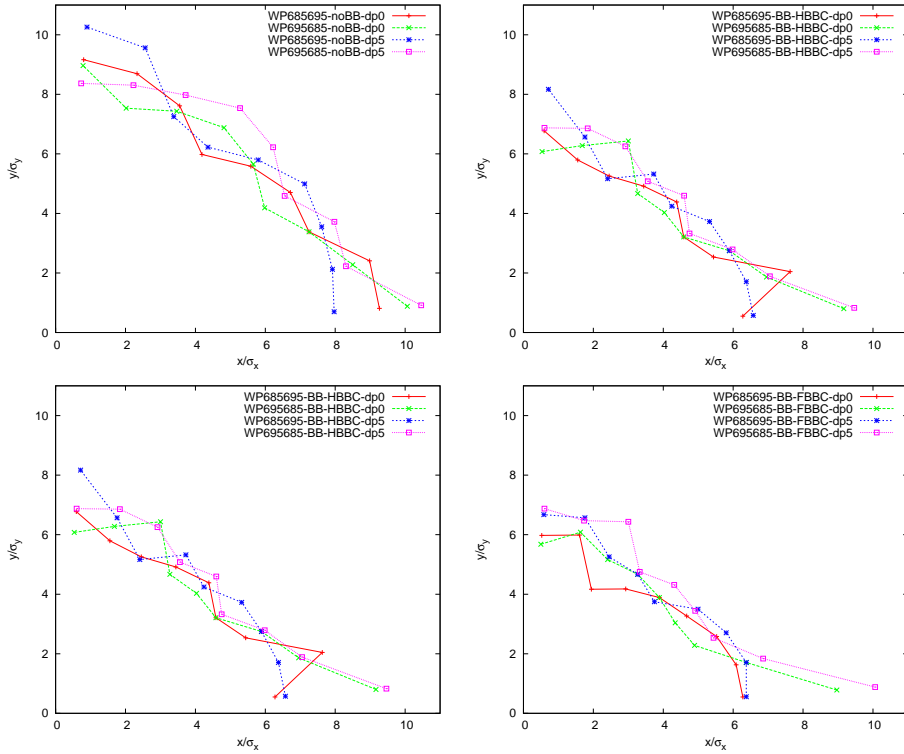 WP685695-noBB-dp0
WP695685-noBB-dp0
WP685695-noBB-dp5
WP695685-noBB-dp5
10
8
6
4
2
0
y/σy
0 2 4 6 8 10
x/σx
WP685695-BB-HBBC-dp0
WP695685-BB-HBBC-dp0
WP685695-BB-HBBC-dp5
WP695685-BB-HBBC-dp5
10
8
6
4
2
0
y/σy
0 2 4 6 8 10
x/σx
WP685695-BB-HBBC-dp0
WP695685-BB-HBBC-dp0
WP685695-BB-HBBC-dp5
WP695685-BB-HBBC-dp5
10
8
6
4
2
0
y/σy
0 2 4 6 8 10
x/σx
WP685695-BB-FBBC-dp0
WP695685-BB-FBBC-dp0
WP685695-BB-FBBC-dp5
WP695685-BB-FBBC-dp5
10
8
6
4
2
0
y/σy
0 2 4 6 8 10
x/σx